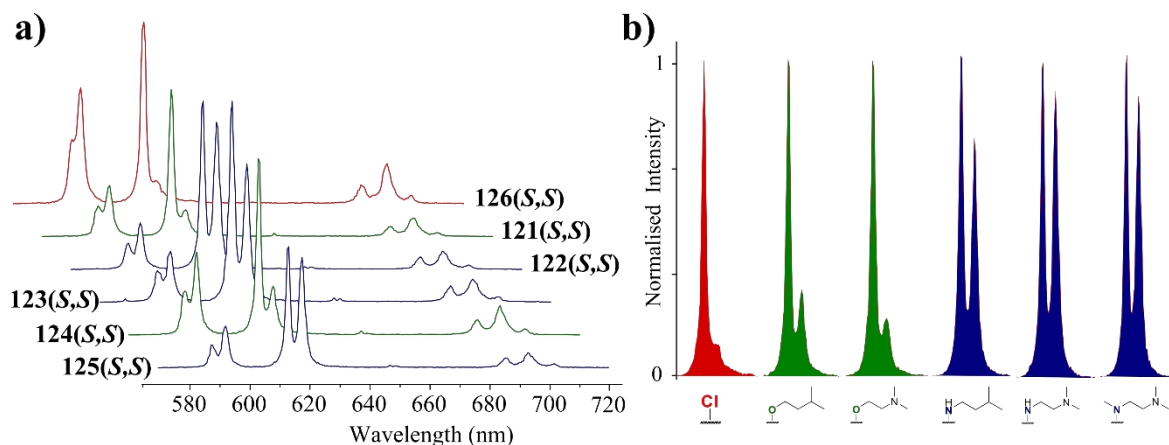 a)
126(S,S)
121(S,S)
122(S,S)
123(S,S)
124(S,S)
125(S,S)
580 600 620 640 660 680 700 720
Wavelength (nm)
b)
Normalised Intensity
1
0
Cl
O
O N
H
N
H
N N
N N